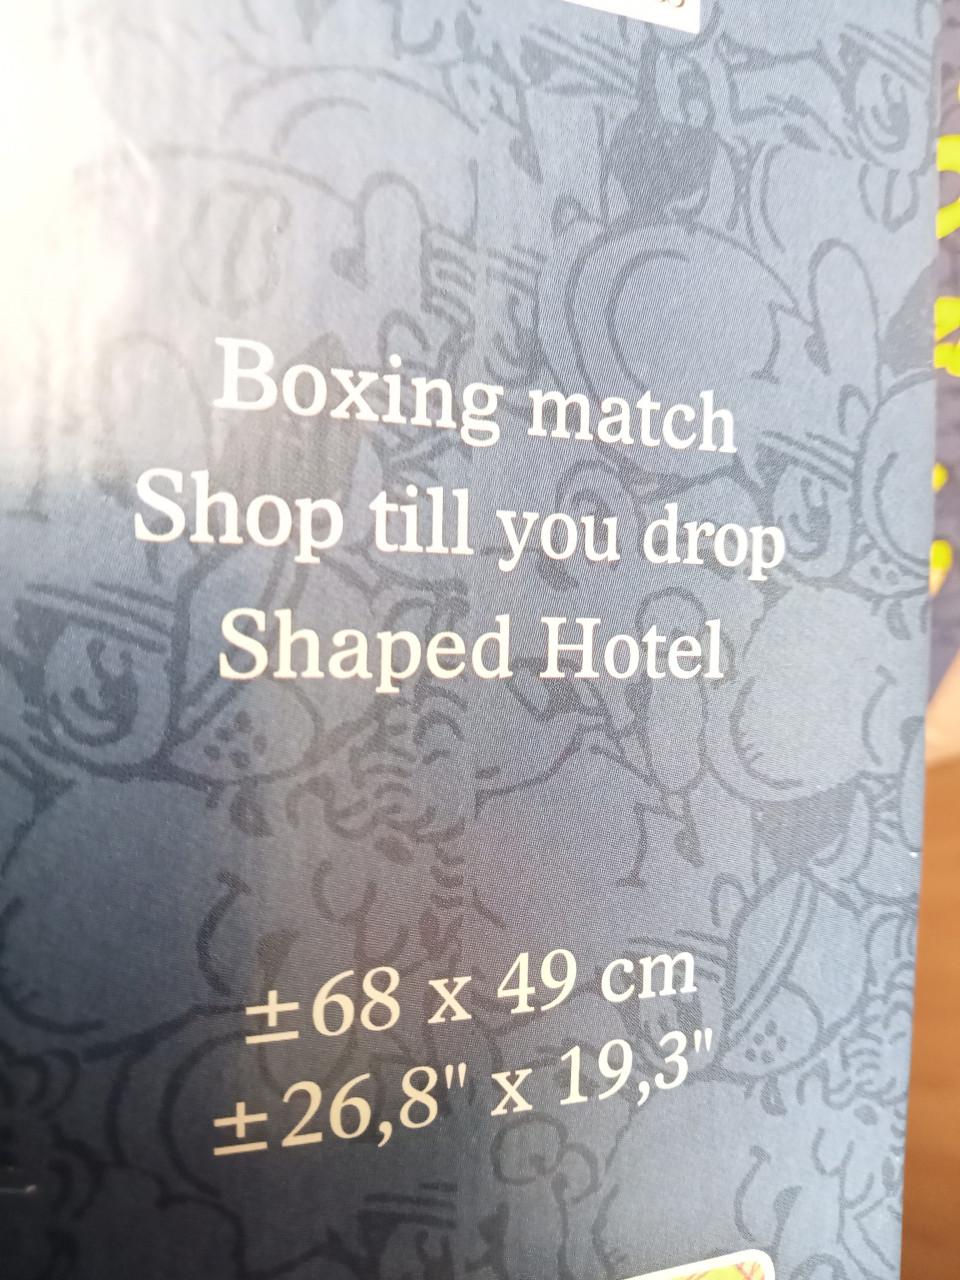 Boxing match
Shop till you drop
Shaped Hotel
±68 x 49 cm
±26,8" x 19,3"